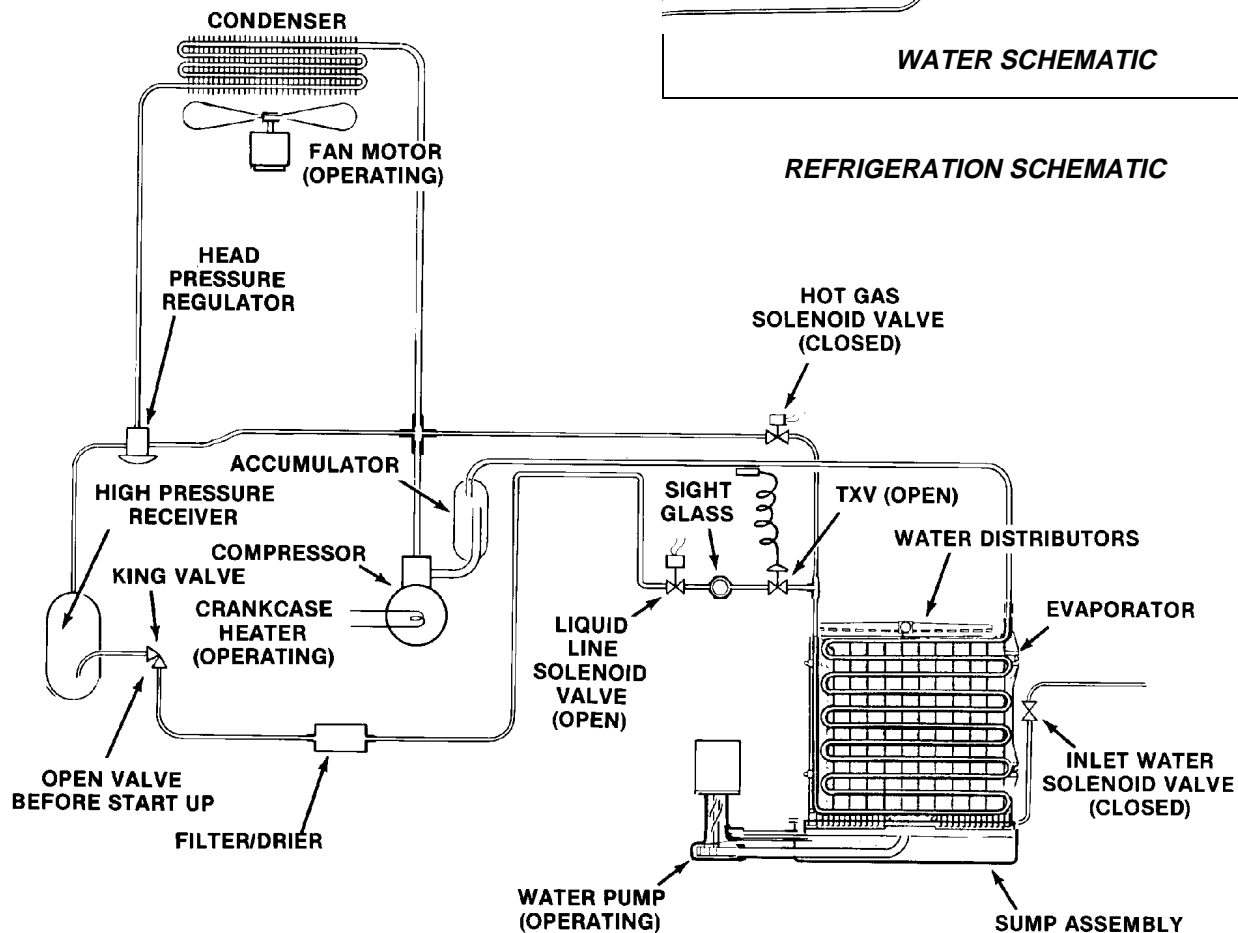 CONDENSER
WATER SCHEMATIC
FAN MOTOR
(OPERATING)
REFRIGERATION SCHEMATIC
HEAD
PRESSURE
REGULATOR
HOT GAS
SOLENOID VALVE
(CLOSED)
ACCUMULATOR
HIGH PRESSURE
RECEIVER
SIGHT
GLASS
TXV (OPEN)
WATER DISTRIBUTORS
COMPRESSOR
KING VALVE
CRANKCASE
HEATER
(OPERATING)
EVAPORATOR
LIQUID
LINE
SOLENOID
VALVE
(OPEN)
OPEN VALVE
BEFORE START UP
INLET WATER
SOLENOID VALVE
(CLOSED)
FILTER/DRIER
WATER PUMP
(OPERATING)
SUMP ASSEMBLY